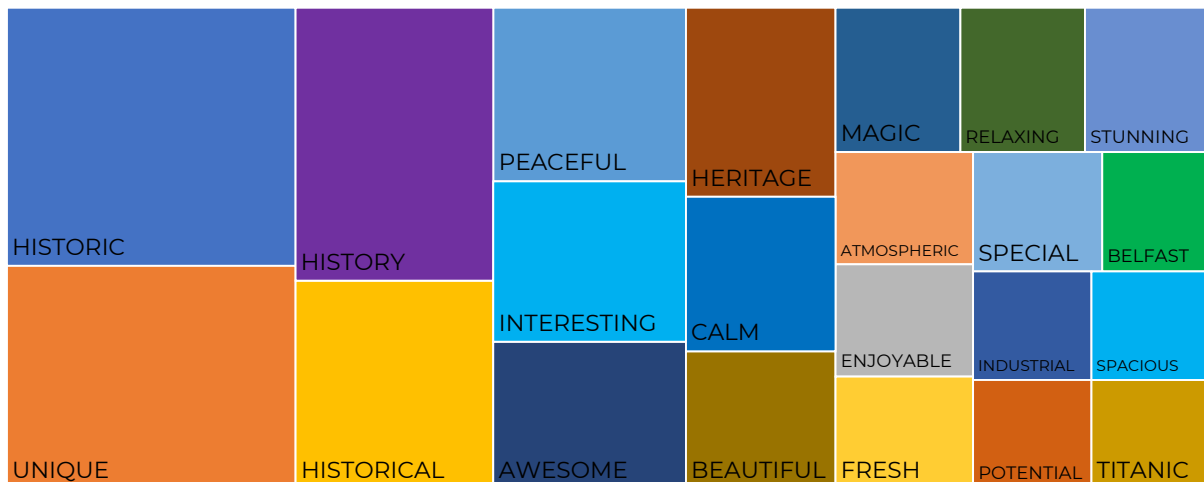 HISTORIC
UNIQUE
HISTORY
HISTORICAL
PEACEFUL
INTERESTING
AWESOME
HERITAGE
CALM
BEAUTIFUL
MAGIC
RELAXING
STUNNING
ATMOSPHERIC
SPECIAL
BELFAST
ENJOYABLE
INDUSTRIAL
SPACIOUS
FRESH
POTENTIAL
TITANIC